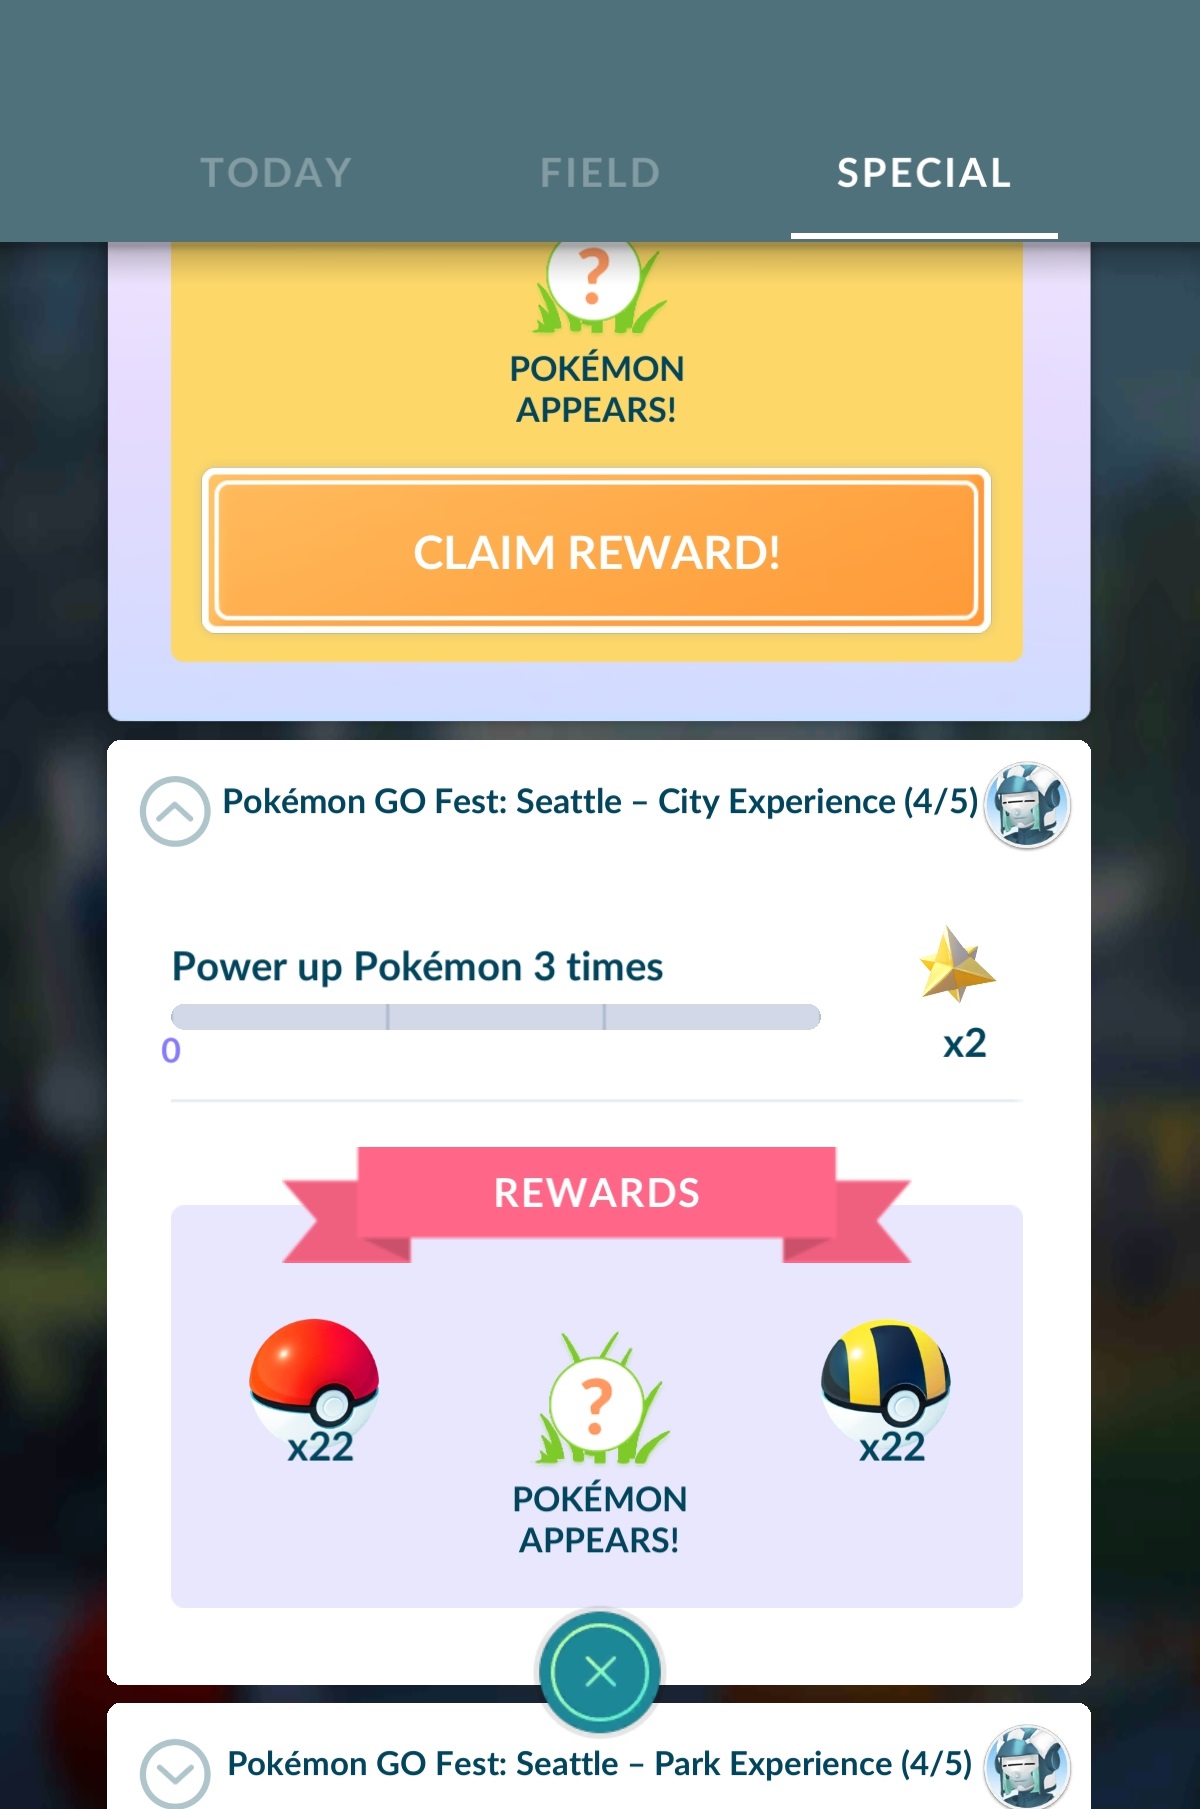 TODAY
FIELD
SPECIAL
?
POKÉMON
APPEARS!
CLAIM REWARD!
Pokémon GO Fest: Seattle – City Experience (4/5)
Power up Pokémon 3 times
0
x2
REWARDS
x22
?
x22
POKÉMON
APPEARS!
Pokémon GO Fest: Seattle – Park Experience (4/5)